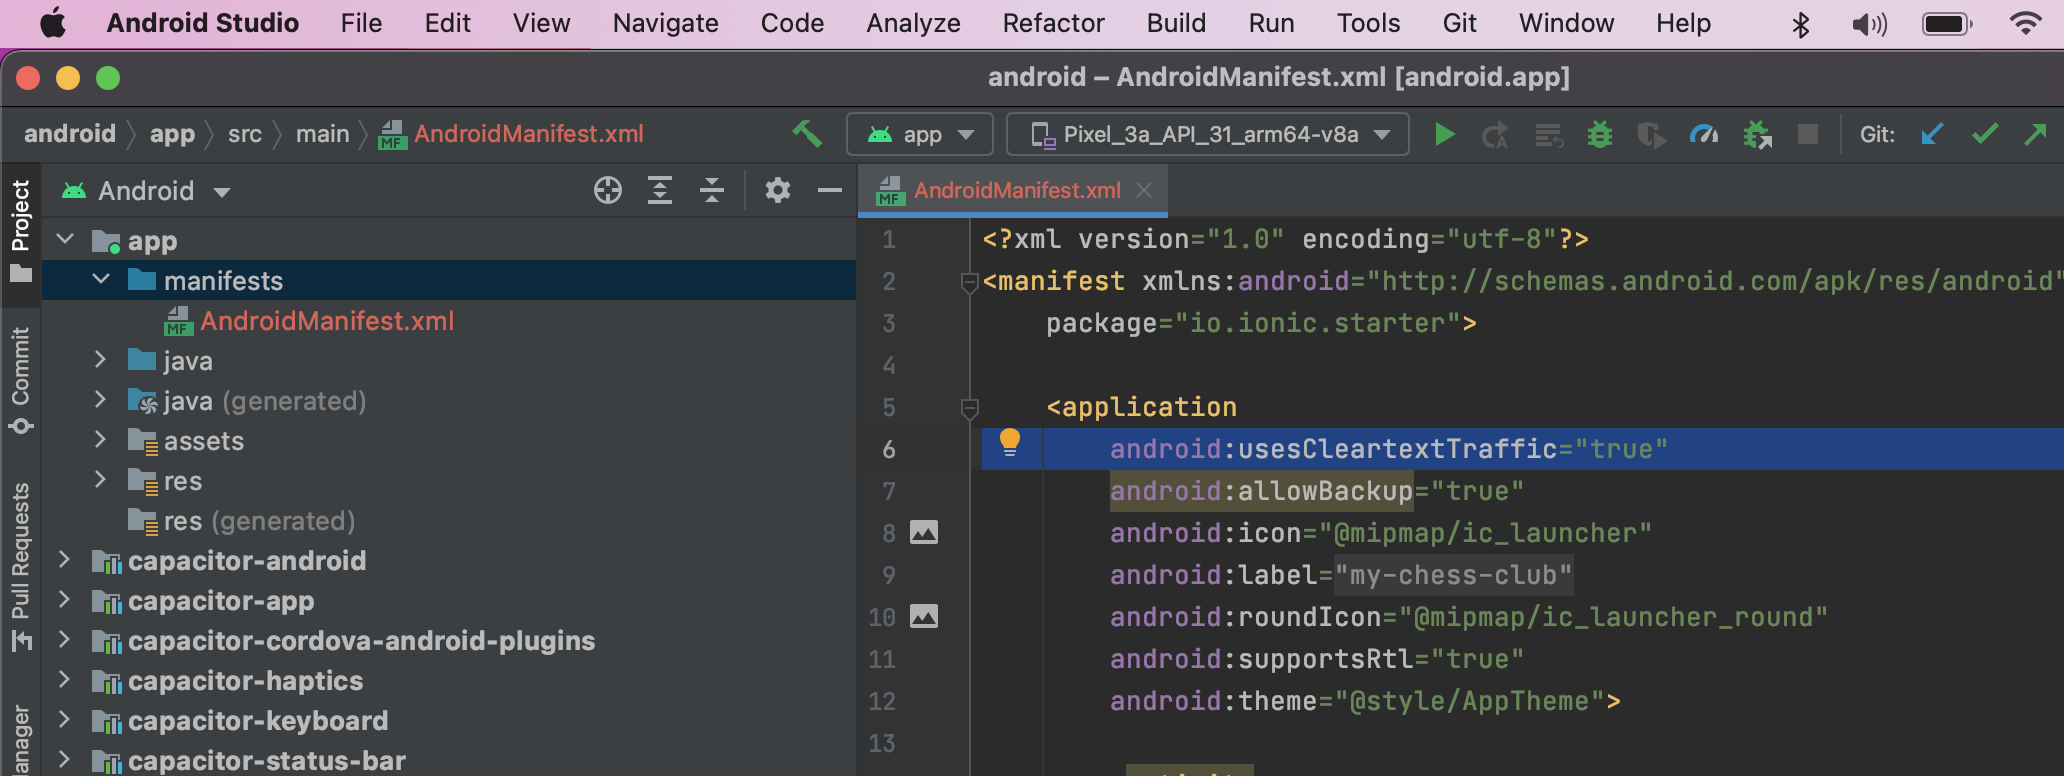 Android Studio File Edit View Navigate Code Analyze Refactor Build Run Tools Git Window Help
android – AndroidManifest.xml [android.app]
android app src main AndroidManifest.xml app Pixel_3a_API_31_arm64-v8a Git:
Project
Commit
Pull Requests
Android
app
manifests
AndroidManifest.xml
java
java (generated)
assets
res
res (generated)
capacitor-android
capacitor-app
capacitor-cordova-android-plugins
capacitor-haptics
capacitor-keyboard
capacitor-status-bar
AndroidManifest.xml
1 <?xml version="1.0" encoding="utf-8"?>
2 <manifest xmlns:android="http://schemas.android.com/apk/res/android"
3 package="io.ionic.starter">
4
5 <application
6 android:usesCleartextTraffic="true"
7 android:allowBackup="true"
8 android:icon="@mipmap/ic_launcher"
9 android:label="my-chess-club"
10 android:roundIcon="@mipmap/ic_launcher_round"
11 android:supportsRtl="true"
12 android:theme="@style/AppTheme">
13